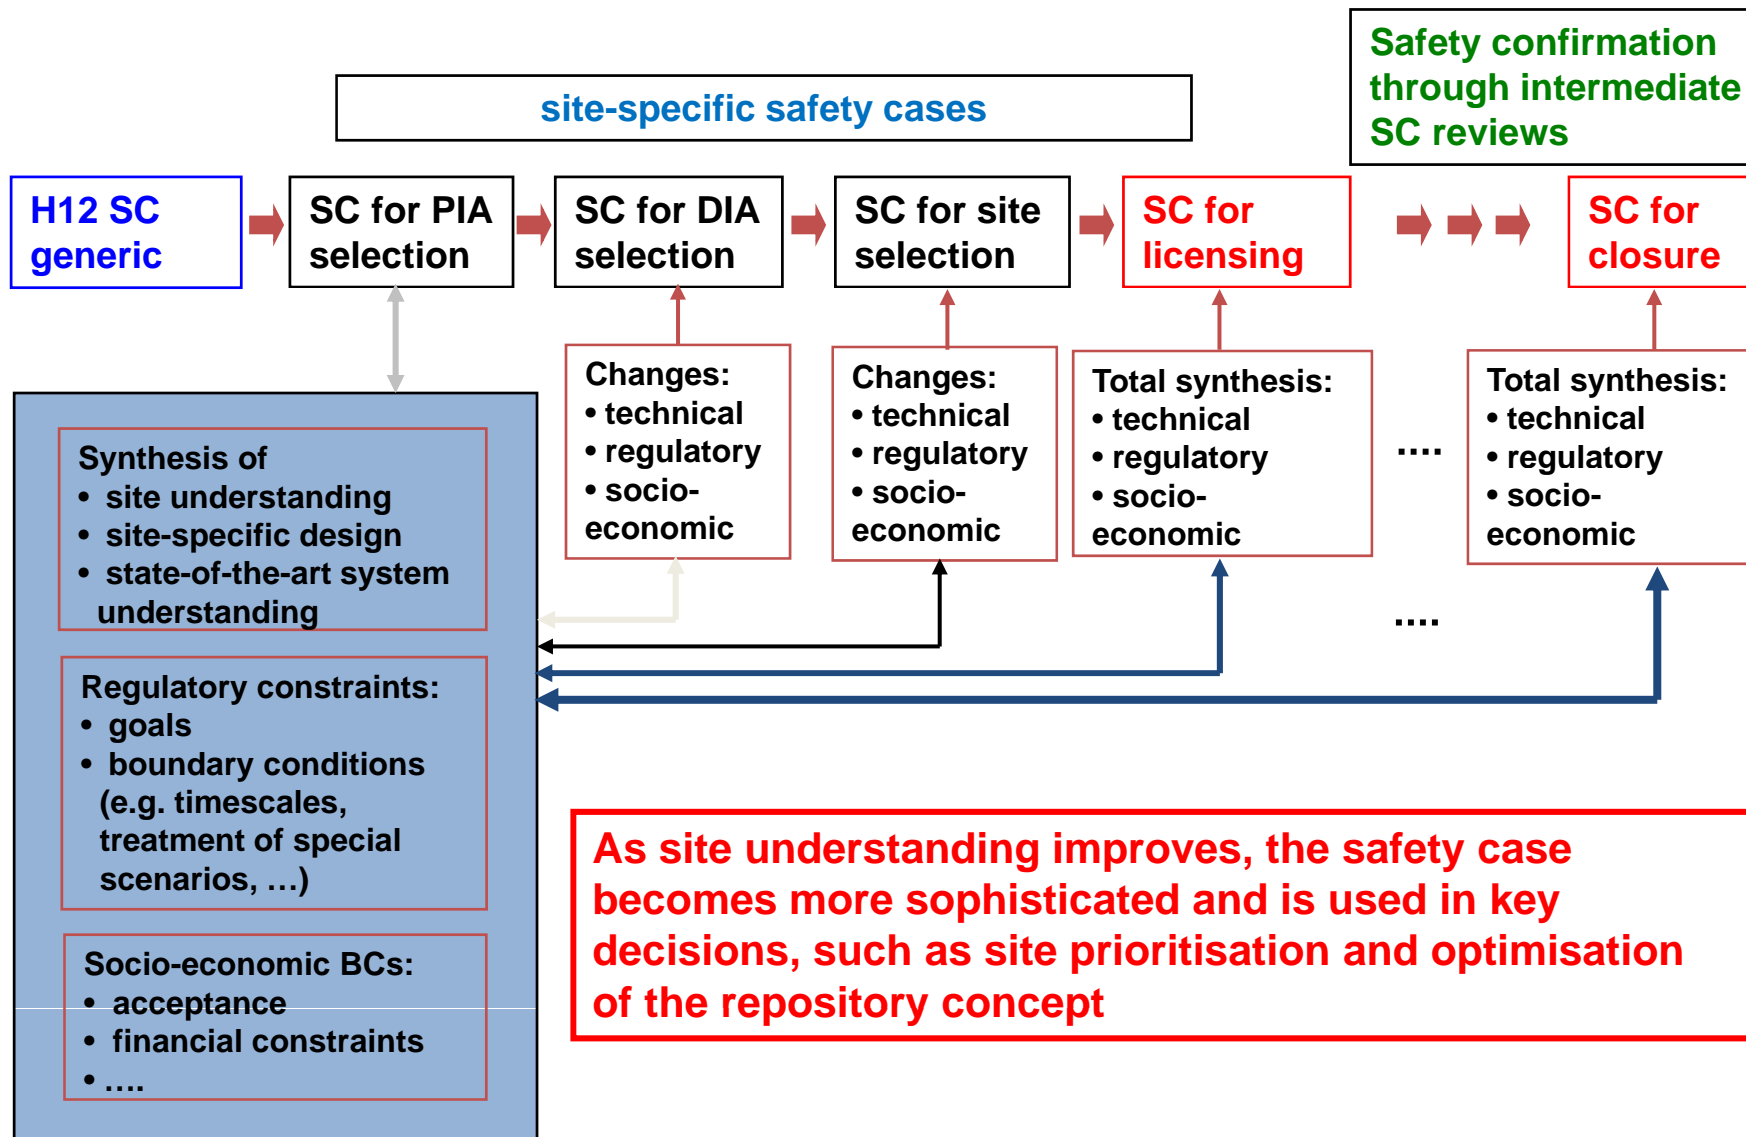 Safety confirmation
through intermediate
SC reviews
site-specific safety cases
H12 SC
generic
SC for PIA
selection
SC for DIA
selection
SC for site
selection
SC for
licensing
SC for
closure
Changes:
• technical
• regulatory
• socio-
economic
Changes:
• technical
• regulatory
• socio-
economic
Total synthesis:
• technical
• regulatory
• socio-
economic
....
....
Total synthesis:
• technical
• regulatory
• socio-
economic
Synthesis of
• site understanding
• site-specific design
• state-of-the-art system
understanding
Regulatory constraints:
• goals
• boundary conditions
(e.g. timescales,
treatment of special
scenarios, …)
Socio-economic BCs:
• acceptance
• financial constraints
• ….
As site understanding improves, the safety case
becomes more sophisticated and is used in key
decisions, such as site prioritisation and optimisation
of the repository concept